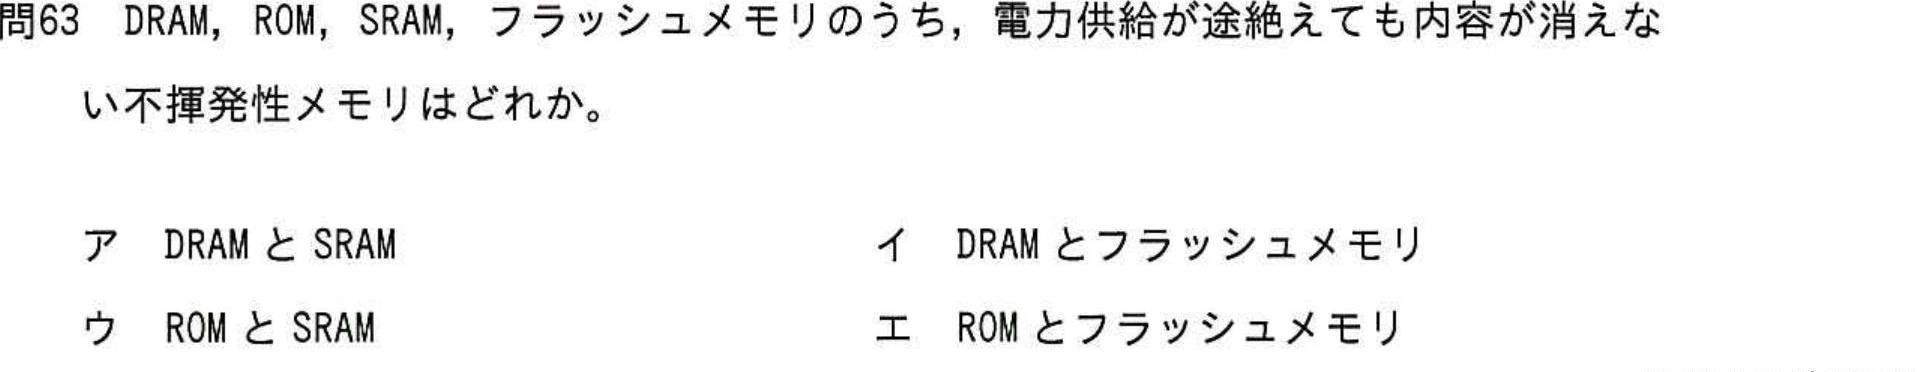 問63　DRAM，ROM，SRAM，フラッシュメモリのうち，電力供給が途絶えても内容が消えな
い不揮発性メモリはどれか。
ア　DRAM と SRAM　イ　DRAM とフラッシュメモリ
ウ　ROM と SRAM　エ　ROM とフラッシュメモリ